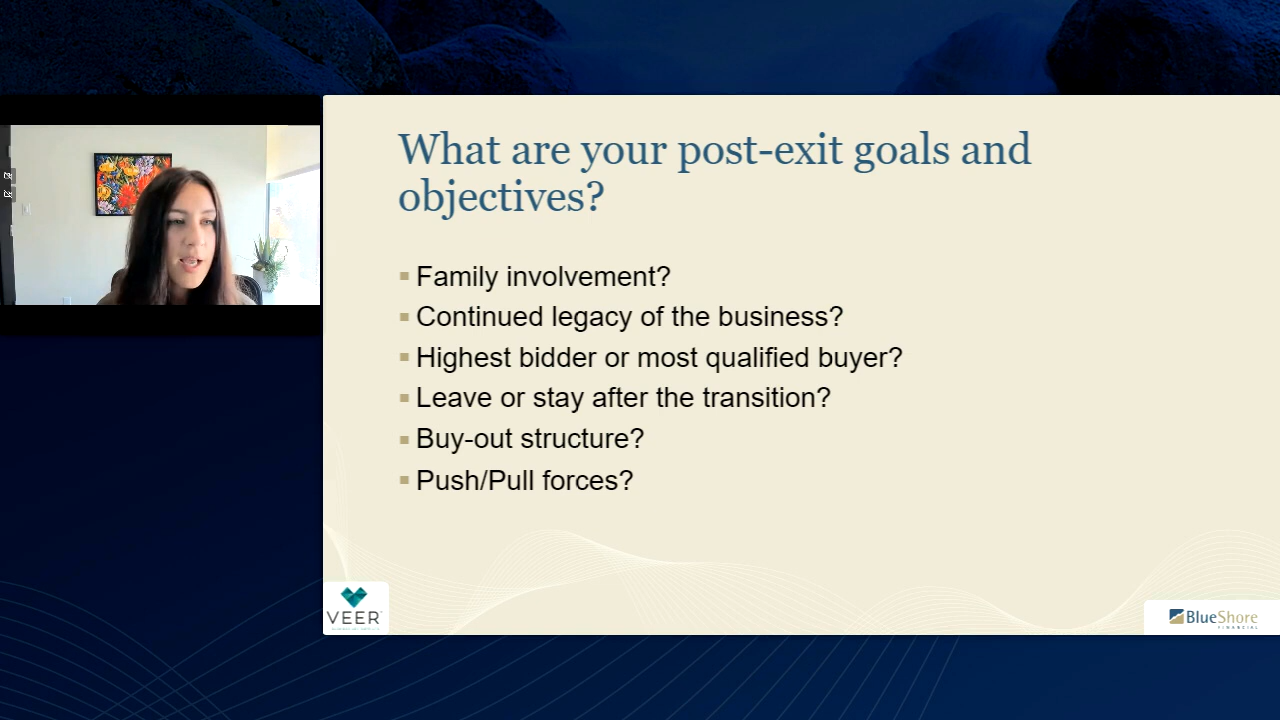 What are your post-exit goals and
objectives?
Family involvement?
Continued legacy of the business?
Highest bidder or most qualified buyer?
Leave or stay after the transition?
Buy-out structure?
Push/Pull forces?
VEER
BlueShore
FINANCIAL